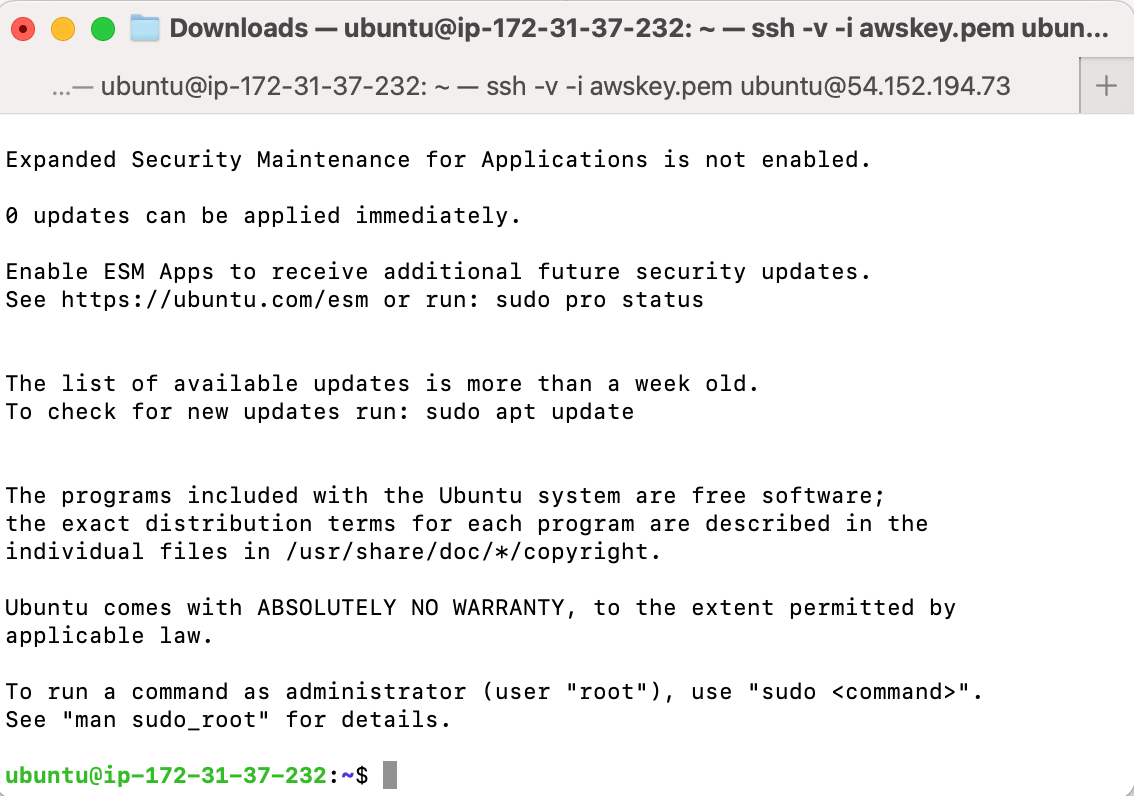 Downloads — ubuntu@ip-172-31-37-232: ~ — ssh -v -i awskey.pem ubun...
...— ubuntu@ip-172-31-37-232: ~ — ssh -v -i awskey.pem ubuntu@54.152.194.73
+
Expanded Security Maintenance for Applications is not enabled.
0 updates can be applied immediately.
Enable ESM Apps to receive additional future security updates.
See https://ubuntu.com/esm or run: sudo pro status
The list of available updates is more than a week old.
To check for new updates run: sudo apt update
The programs included with the Ubuntu system are free software;
the exact distribution terms for each program are described in the
individual files in /usr/share/doc/*/copyright.
Ubuntu comes with ABSOLUTELY NO WARRANTY, to the extent permitted by
applicable law.
To run a command as administrator (user "root"), use "sudo <command>".
See "man sudo_root" for details.
ubuntu@ip-172-31-37-232:~$